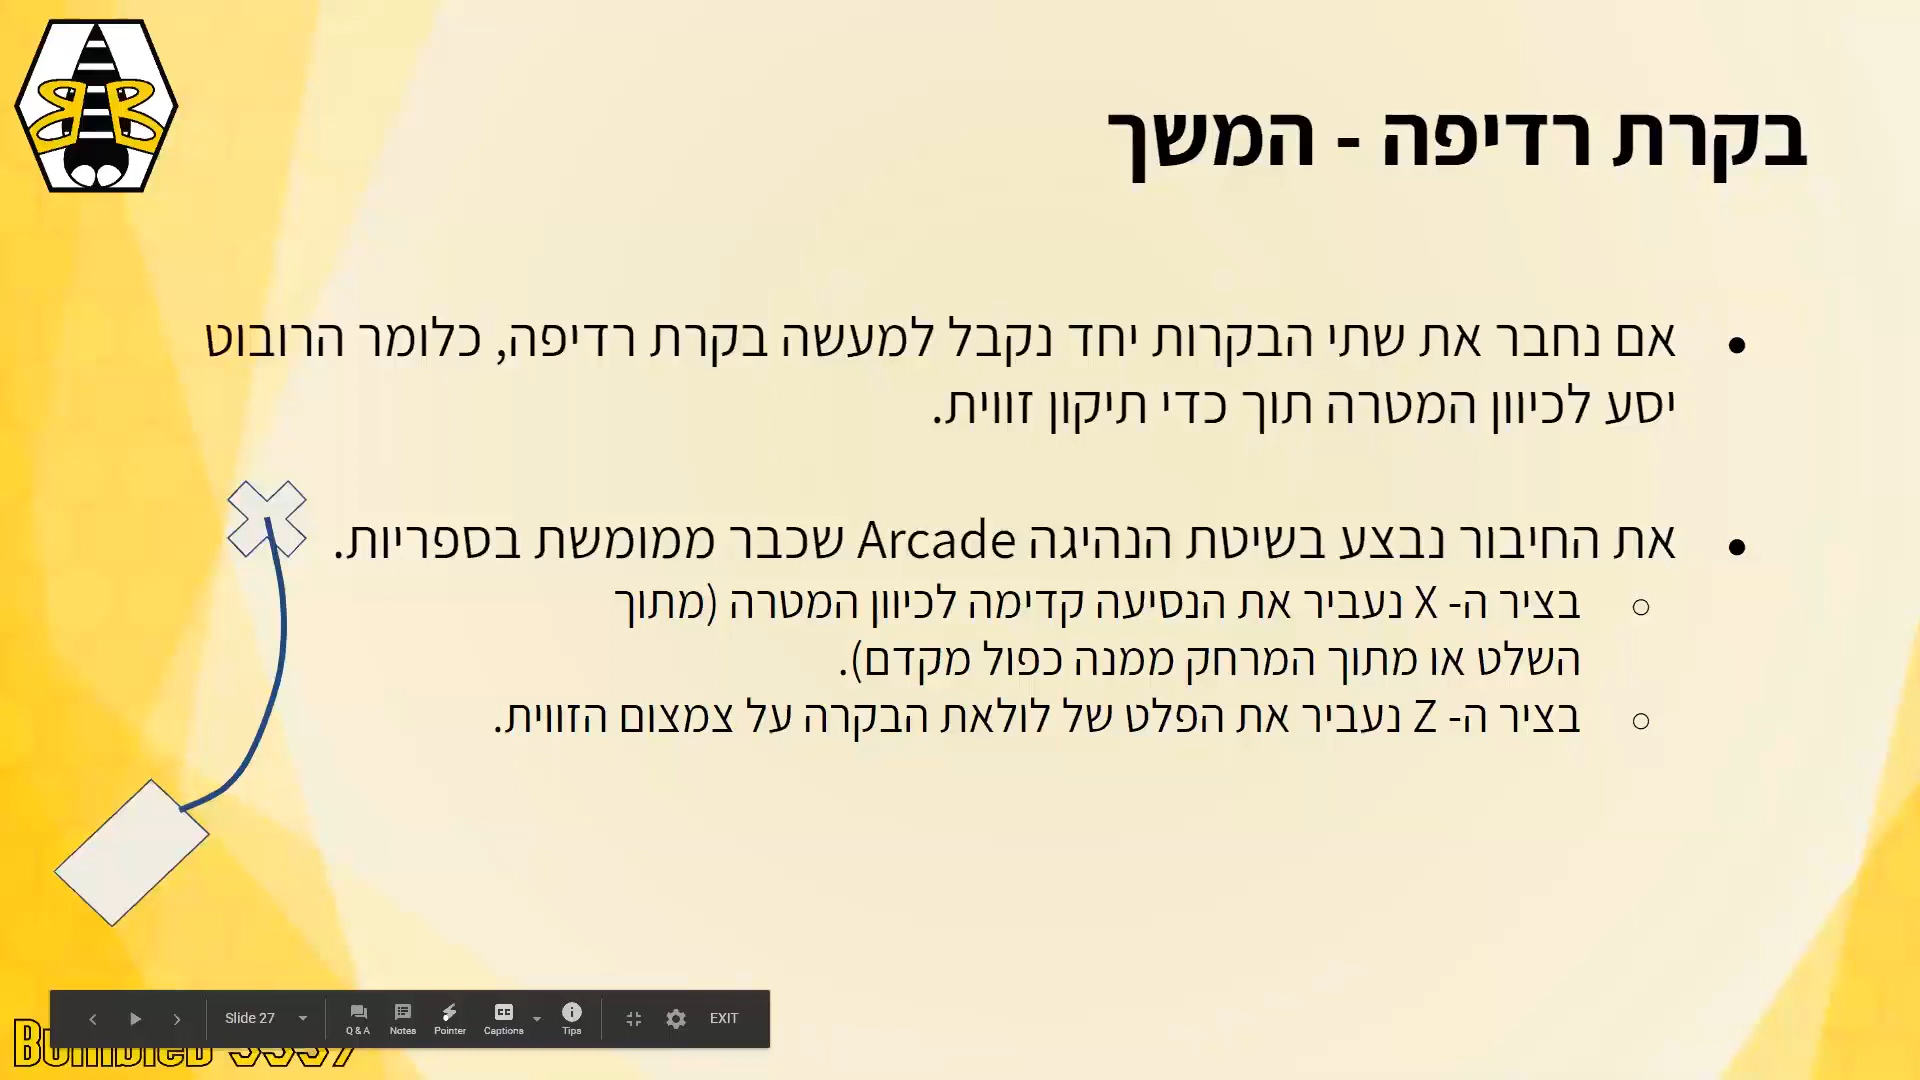 בקרת רדיפה - המשך
אם נחבר את שתי הבקרות יחד נקבל למעשה בקרת רדיפה, כלומר הרובוט
יסע לכיוון המטרה תוך כדי תיקון זווית.
את החיבור נבצע בשיטת הנהיגה Arcade שכבר ממומשת בספריות.
בציר ה- X נעביר את הנסיעה קדימה לכיוון המטרה (מתוך
השלט או מתוך המרחק ממנה כפול מקדם).
בציר ה- Z נעביר את הפלט של לולאת הבקרה על צמצום הזווית.
Slide 27
Q & A Notes Pointer Captions Tips EXIT